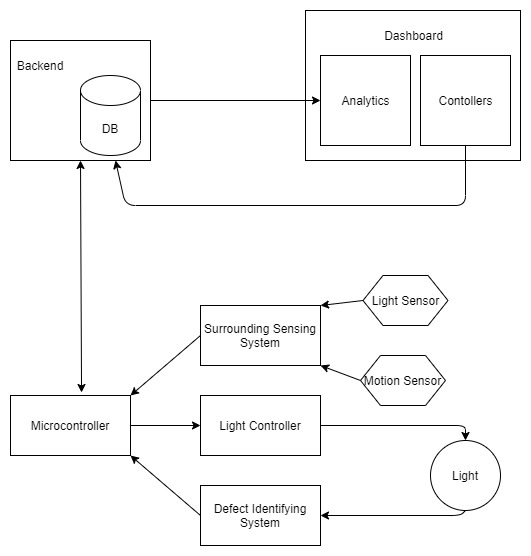 Dashboard
Backend
DB
Analytics
Contollers
Light Sensor
Surrounding Sensing
System
Motion Sensor
Microcontroller
Light Controller
Light
Defect Identifying
System